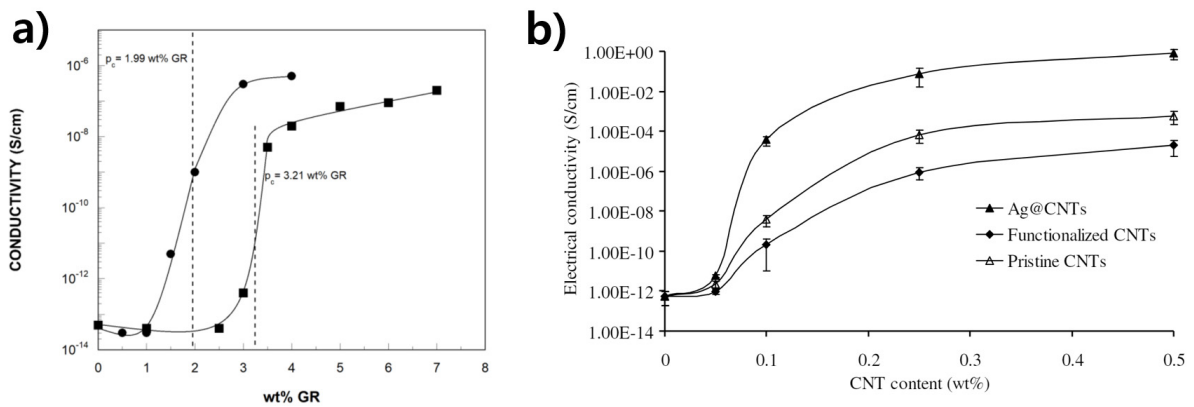 a)
CONDUCTIVITY (S/cm)
10⁻⁶
10⁻⁸
10⁻¹⁰
10⁻¹²
10⁻¹⁴
p_c = 1.99 wt% GR
p_c = 3.21 wt% GR
0 1 2 3 4 5 6 7 8
wt% GR
b)
Electrical conductivity (S/cm)
1.00E+00
1.00E-02
1.00E-04
1.00E-06
1.00E-08
1.00E-10
1.00E-12
1.00E-14
Ag@CNTs
Functionalized CNTs
Pristine CNTs
0 0.1 0.2 0.3 0.4 0.5
CNT content (wt%)